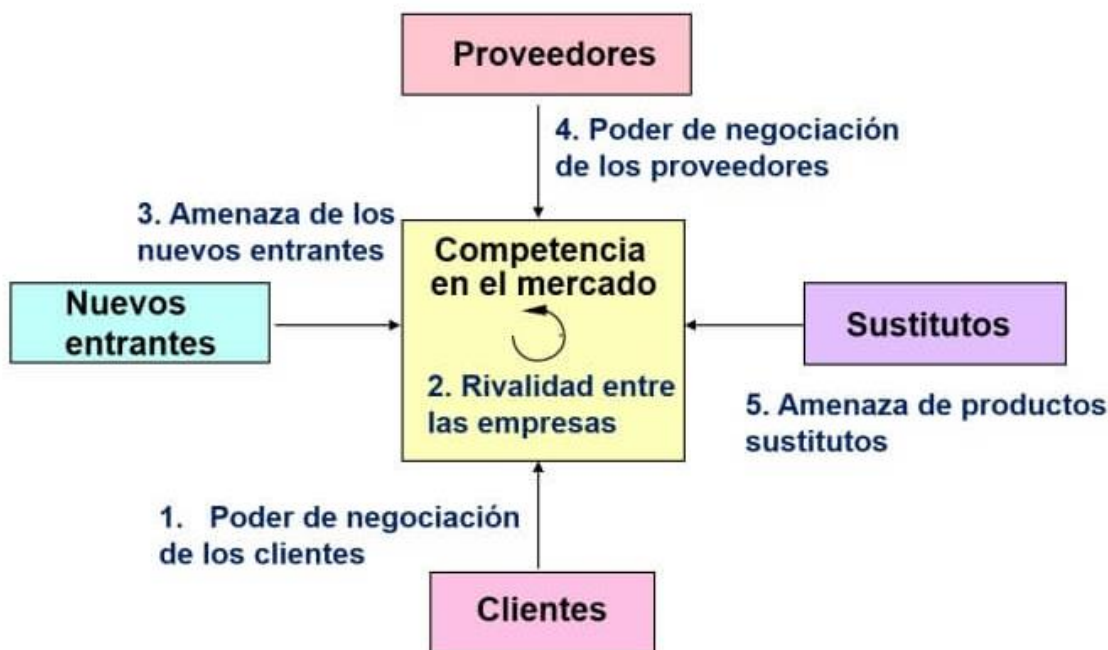 Proveedores
4. Poder de negociación
de los proveedores
3. Amenaza de los
nuevos entrantes
Competencia
en el mercado
Nuevos
entrantes
Sustitutos
2. Rivalidad entre
las empresas
5. Amenaza de productos
sustitutos
1. Poder de negociación
de los clientes
Clientes